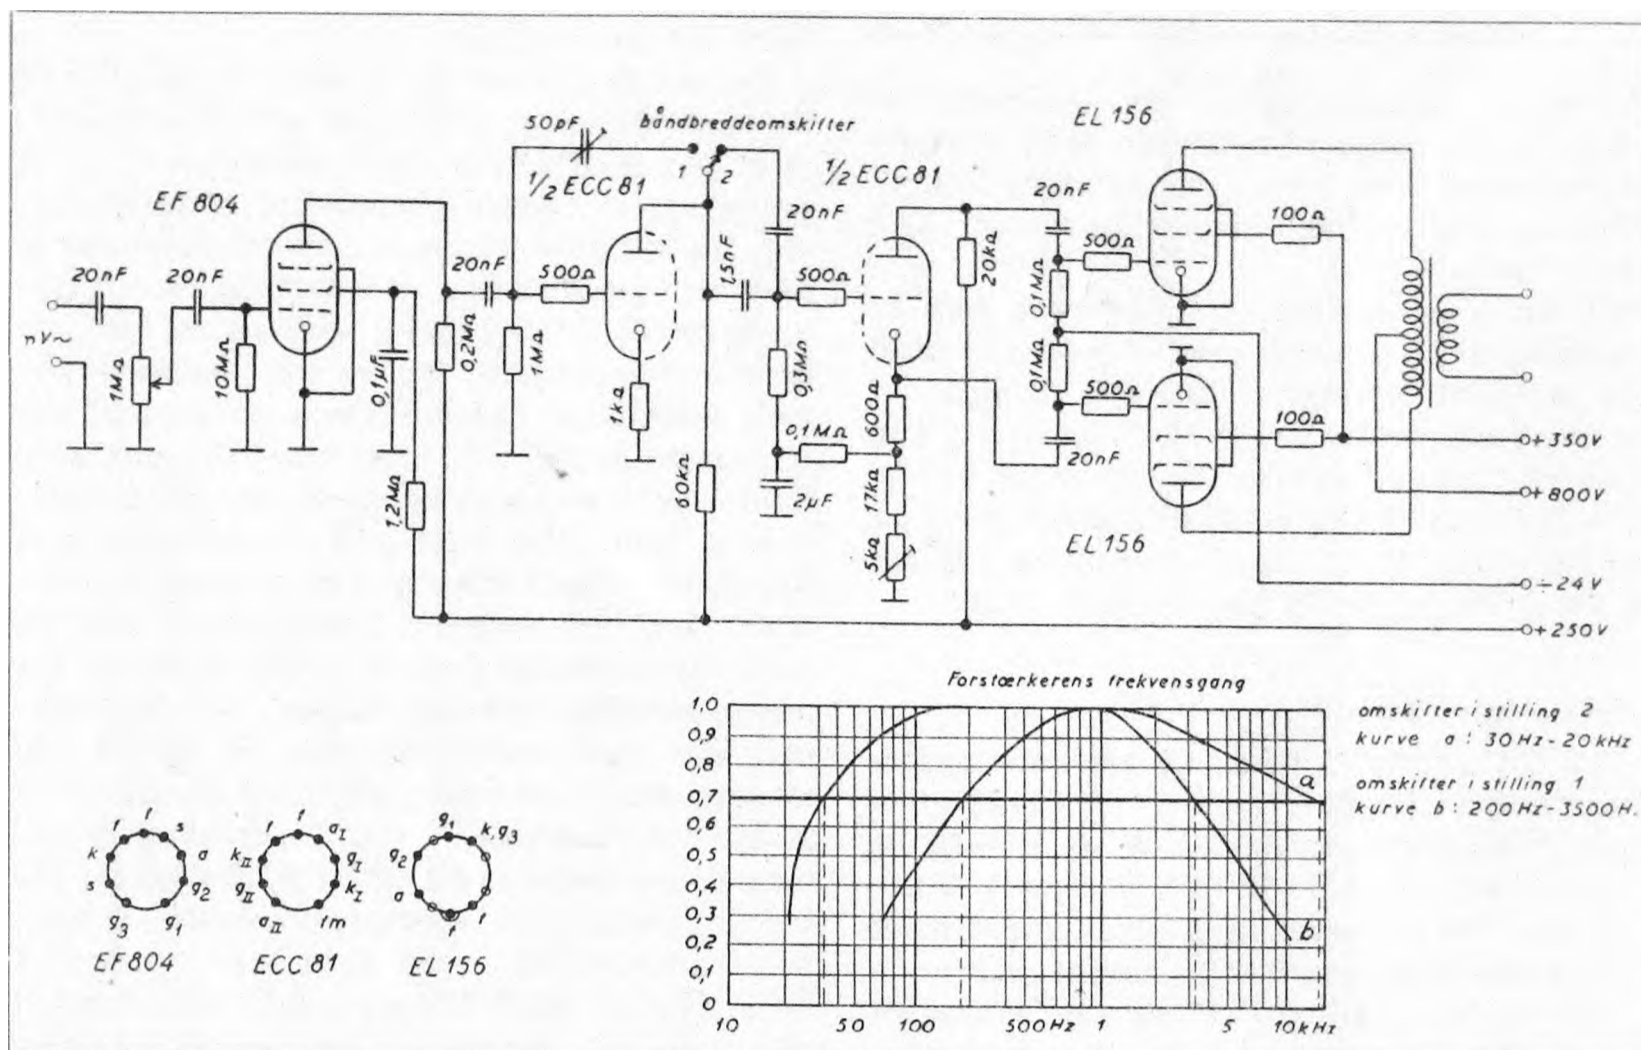 EL 156
50pF
båndbreddeomskifter
1 2
½ ECC 81
½ ECC 81
EF 804
20nF
20nF
100Ω
20nF
20nF
20nF
500Ω
1,5nF
500Ω
20kΩ
500Ω
0,1MΩ
nV~
1MΩ
10MΩ
0,1µF
0,2MΩ
1MΩ
1kΩ
0,3MΩ
600Ω
0,1MΩ
500Ω
100Ω
+350V
0,1MΩ
20nF
1,2MΩ
60kΩ
2µF
17kΩ
+800V
5kΩ
EL 156
÷24V
+250V
Forstærkerens frekvensgang
1,0
0,9
0,8
0,7
0,6
0,5
0,4
0,3
0,2
0,1
0
10 50 100 500Hz 1 5 10kHz
a
b
omskifter i stilling 2
kurve a : 30Hz-20kHz
omskifter i stilling 1
kurve b : 200Hz-3500H.
f f s a g2 g1 g3 s k
EF804
f f aI gI kI fm aII gII kII
ECC 81
g1 k,g3 f f a g2
EL 156